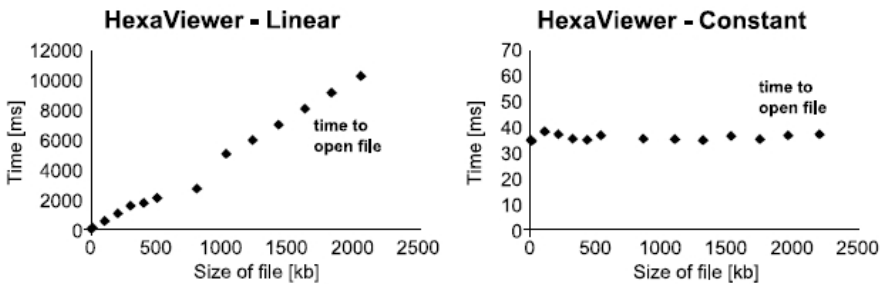 HexaViewer - Linear
12000
10000
8000
6000
4000
2000
0
Time [ms]
time to
open file
0 500 1000 1500 2000 2500
Size of file [kb]
HexaViewer - Constant
70
60
50
40
30
20
10
0
Time [ms]
time to
open file
0 500 1000 1500 2000 2500
Size of file [kb]